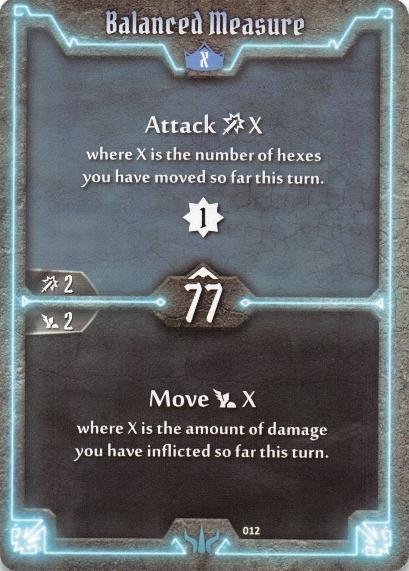 Balanced Measure
X
Attack X
where X is the number of hexes
you have moved so far this turn.
1
2
77
2
Move X
where X is the amount of damage
you have inflicted so far this turn.
012